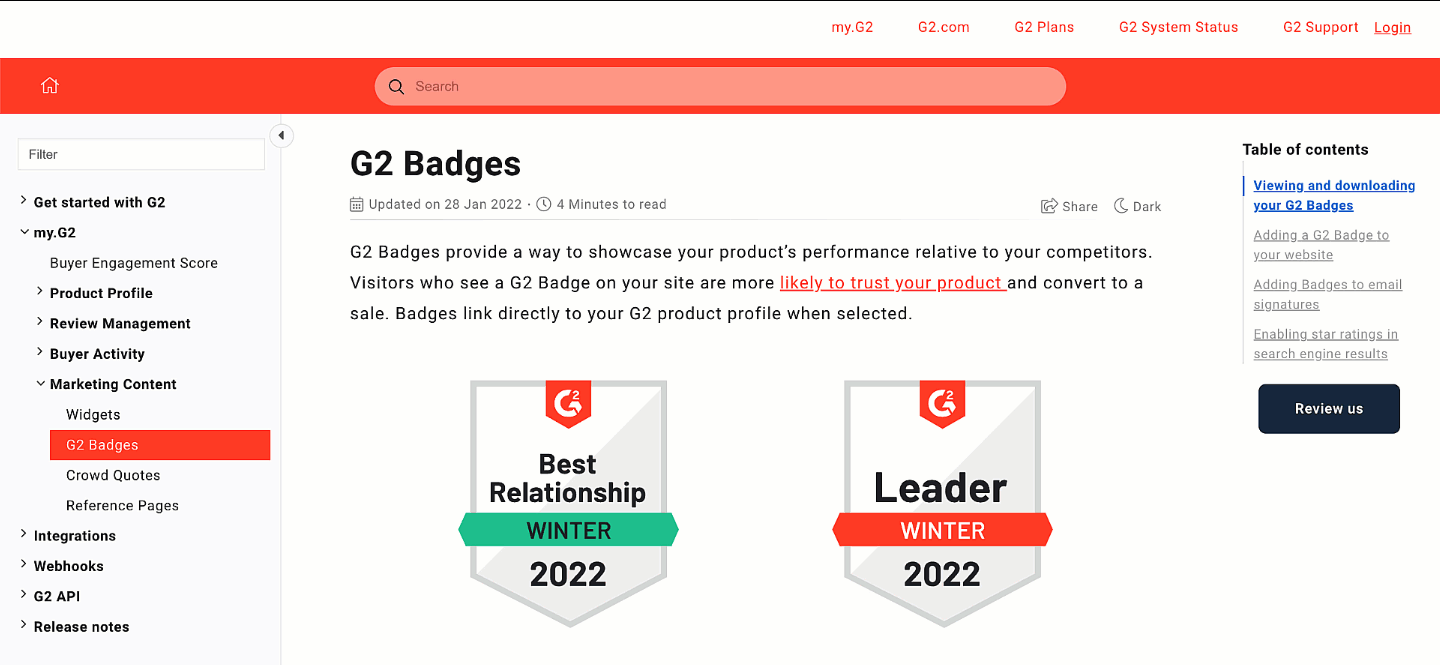 my.G2 G2.com G2 Plans G2 System Status G2 Support Login
Search
Filter
Get started with G2
my.G2
Buyer Engagement Score
Product Profile
Review Management
Buyer Activity
Marketing Content
Widgets
G2 Badges
Crowd Quotes
Reference Pages
Integrations
Webhooks
G2 API
Release notes
G2 Badges
Updated on 28 Jan 2022 · 4 Minutes to read
Share Dark
G2 Badges provide a way to showcase your product’s performance relative to your competitors.
Visitors who see a G2 Badge on your site are more likely to trust your product and convert to a
sale. Badges link directly to your G2 product profile when selected.
G2
Best
Relationship
WINTER
2022
G2
Leader
WINTER
2022
Table of contents
Viewing and downloading
your G2 Badges
Adding a G2 Badge to
your website
Adding Badges to email
signatures
Enabling star ratings in
search engine results
Review us